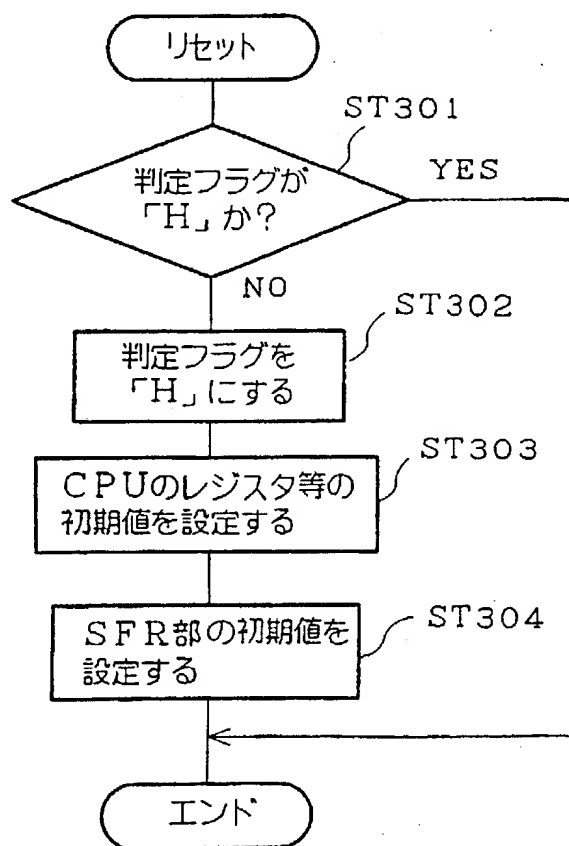 リセット
ST301
判定フラグが
「H」か?
YES
NO
ST302
判定フラグを
「H」にする
ST303
CPUのレジスタ等の
初期値を設定する
ST304
SFR部の初期値を
設定する
エンド